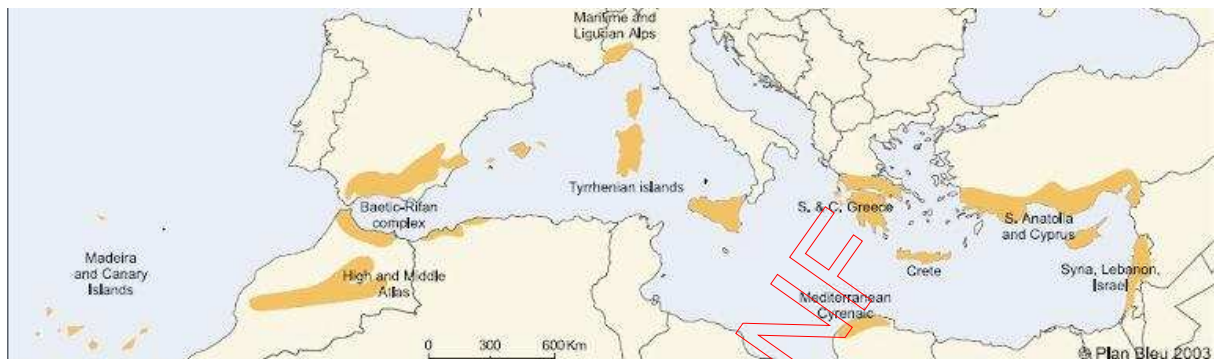 Maritime and
Ligurian Alps
Tyrrhenian islands
Baetic-Rifan
complex
S. & C. Greece
S. Anatolia
and Cyprus
Madeira
and Canary
Islands
High and Middle
Atlas
Crete
Syria, Lebanon,
Israel
Mediterranean
Cyrenaic
0 300 600 Km
© Plan Bleu 2003